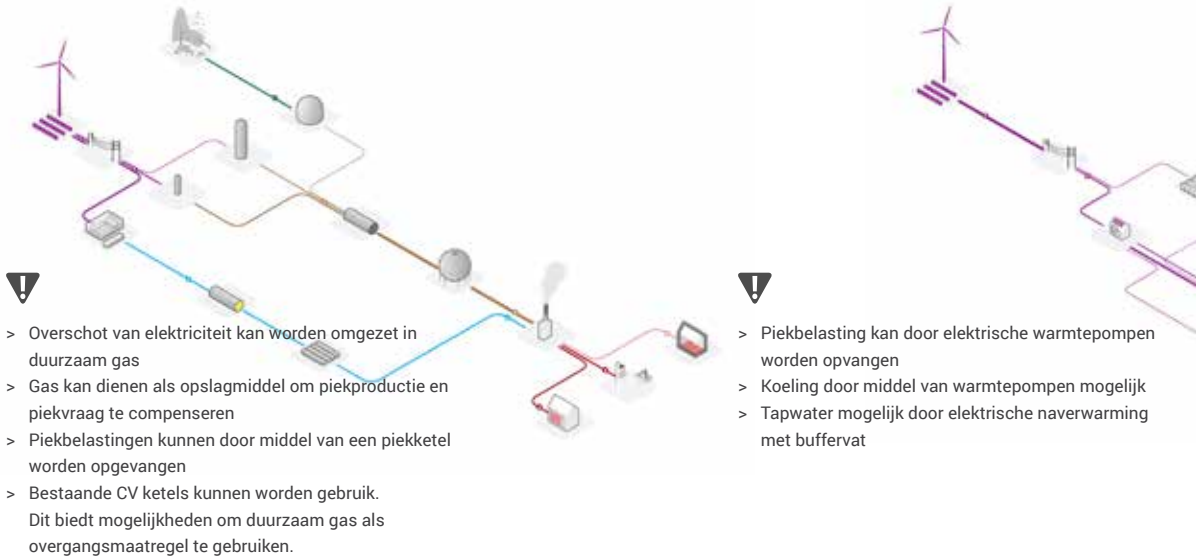 > Overschot van elektriciteit kan worden omgezet in
duurzaam gas
> Gas kan dienen als opslagmiddel om piekproductie en
piekvraag te compenseren
> Piekbelastingen kunnen door middel van een piekketel
worden opgevangen
> Bestaande CV ketels kunnen worden gebruik.
Dit biedt mogelijkheden om duurzaam gas als
overgangsmaatregel te gebruiken.
> Piekbelasting kan door elektrische warmtepompen
worden opvangen
> Koeling door middel van warmtepompen mogelijk
> Tapwater mogelijk door elektrische naverwarming
met buffervat